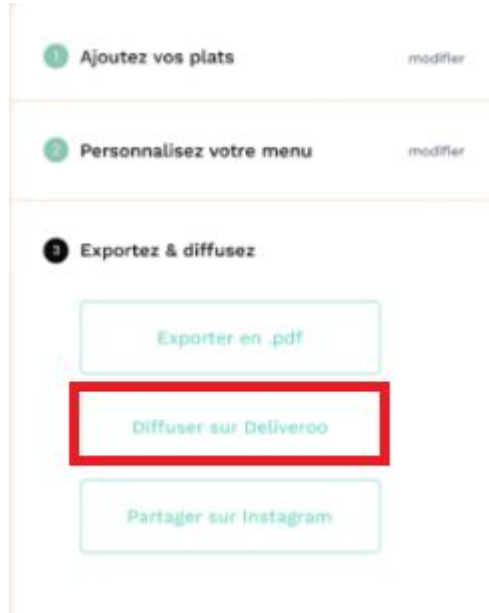 1 Ajoutez vos plats modifier
2 Personnalisez votre menu modifier
3 Exportez & diffusez
Exporter en .pdf
Diffuser sur Deliveroo
Partager sur Instagram